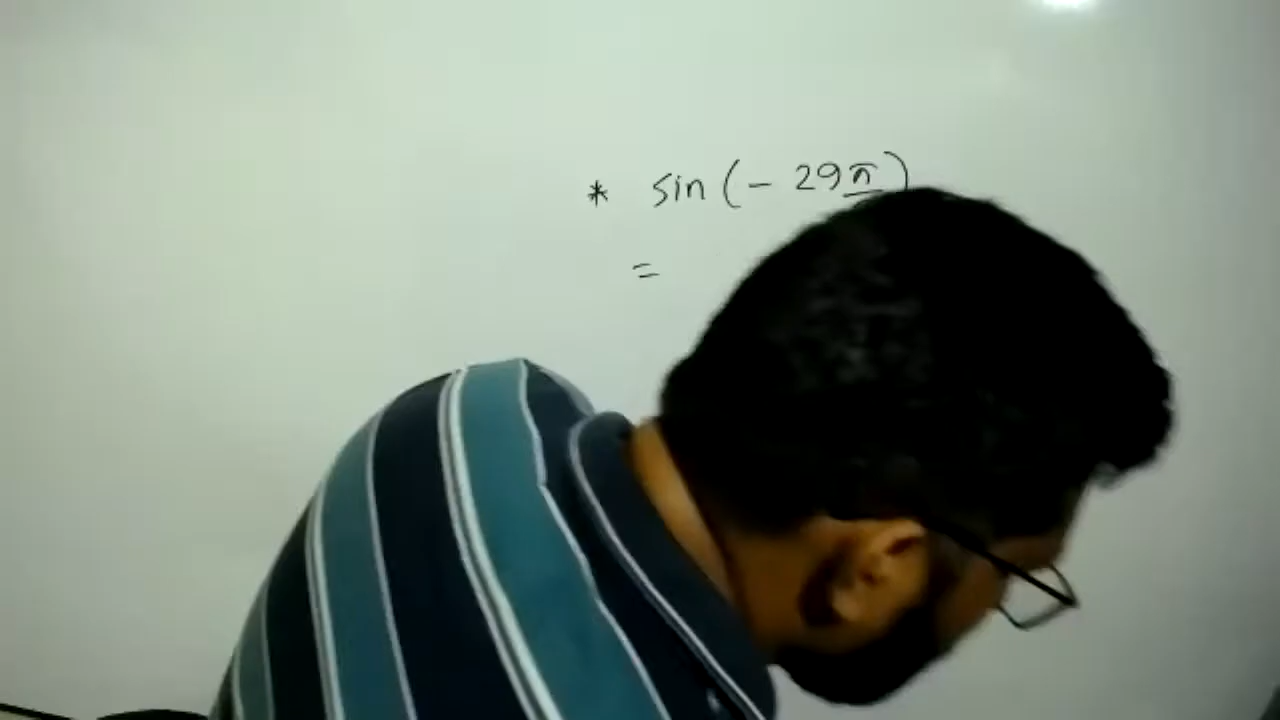 * sin(- 29π)
=